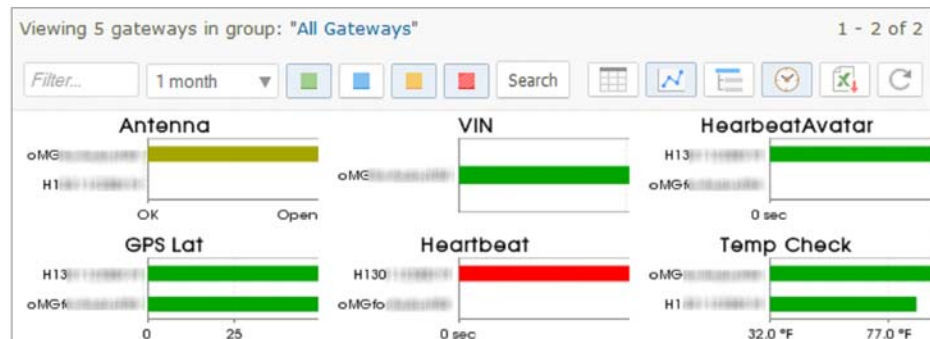 Viewing 5 gateways in group: "All Gateways" 1 - 2 of 2
Filter... 1 month Search
Antenna VIN HearbeatAvatar
oMG H13
oMG
H1 oMGf
OK Open 0 sec
GPS Lat Heartbeat Temp Check
H13 H130 oMG
oMGf oMGfo H1
0 25 0 sec 32.0 °F 77.0 °F